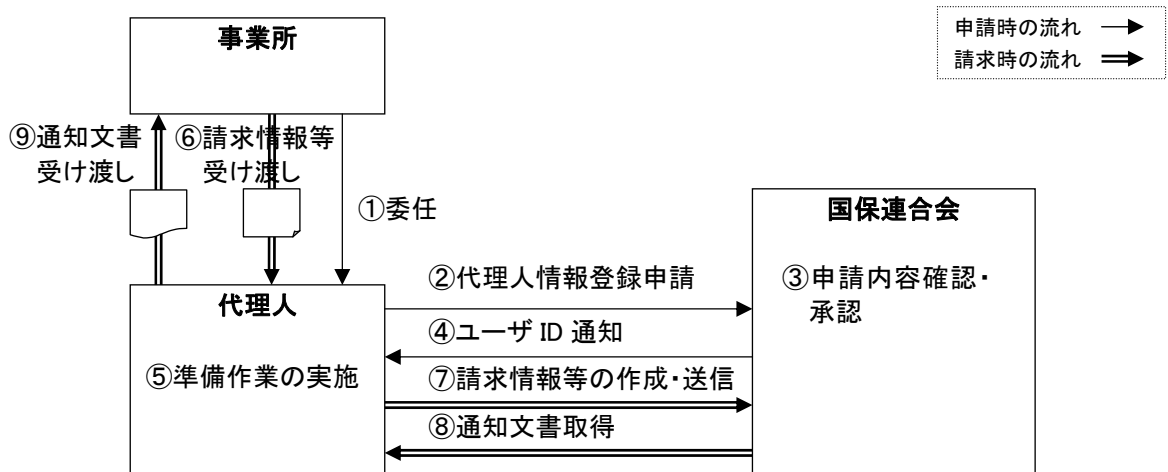 事業所
申請時の流れ
請求時の流れ
⑨通知文書
受け渡し
⑥請求情報等
受け渡し
①委任
国保連合会
③申請内容確認・
承認
②代理人情報登録申請
代理人
④ユーザ ID 通知
⑤準備作業の実施
⑦請求情報等の作成・送信
⑧通知文書取得